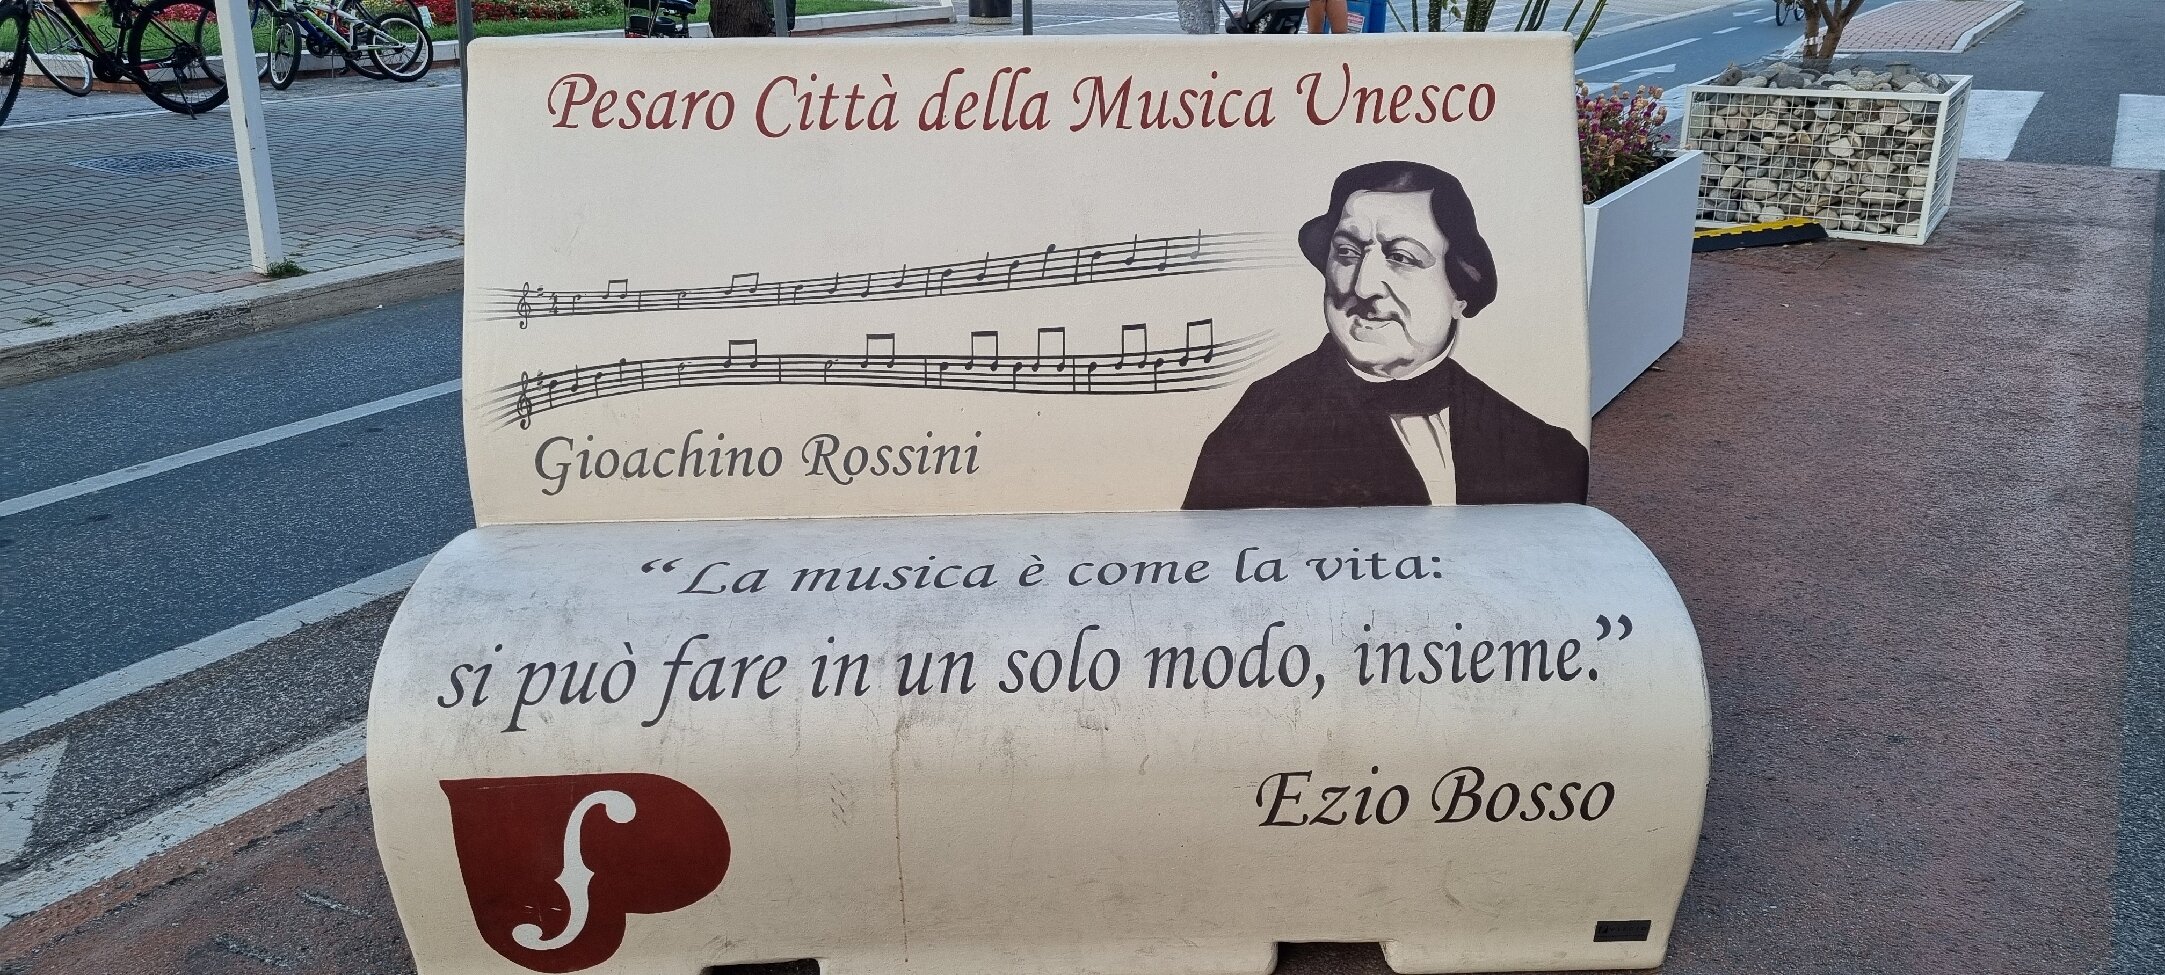 Pesaro Città della Musica Unesco
Gioachino Rossini
“La musica è come la vita:
si può fare in un solo modo, insieme.”
Ezio Bosso